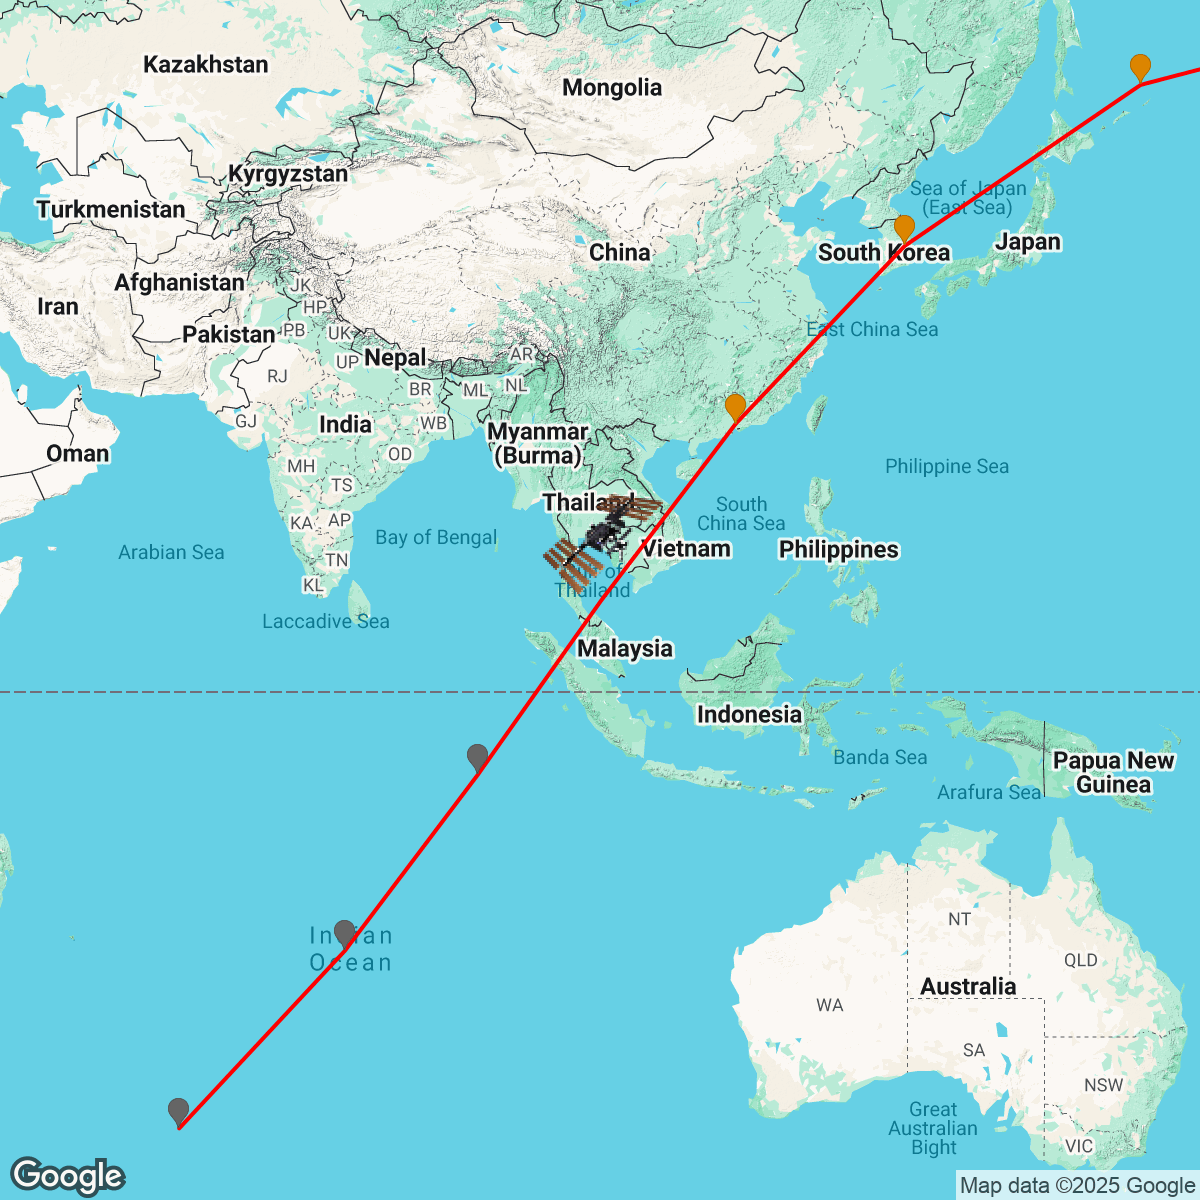 Kazakhstan
Mongolia
Kyrgyzstan
Sea of Japan
(East Sea)
Turkmenistan
Japan
China
South Korea
Afghanistan
JK
Iran
HP
East China Sea
PB
UK
Pakistan
AR
Nepal
UP
RJ
NL
BR
ML
GJ
India
WB
Myanmar
(Burma)
Oman
OD
MH
Philippine Sea
TS
Thailand
South
China Sea
AP
KA
Bay of Bengal
Vietnam
Philippines
Arabian Sea
TN
of
Thailand
KL
Laccadive Sea
Malaysia
Indonesia
Banda Sea
Papua New
Guinea
Arafura Sea
NT
Indian
Ocean
QLD
Australia
WA
SA
NSW
Great
Australian
Bight
VIC
Google
Map data ©2025 Google